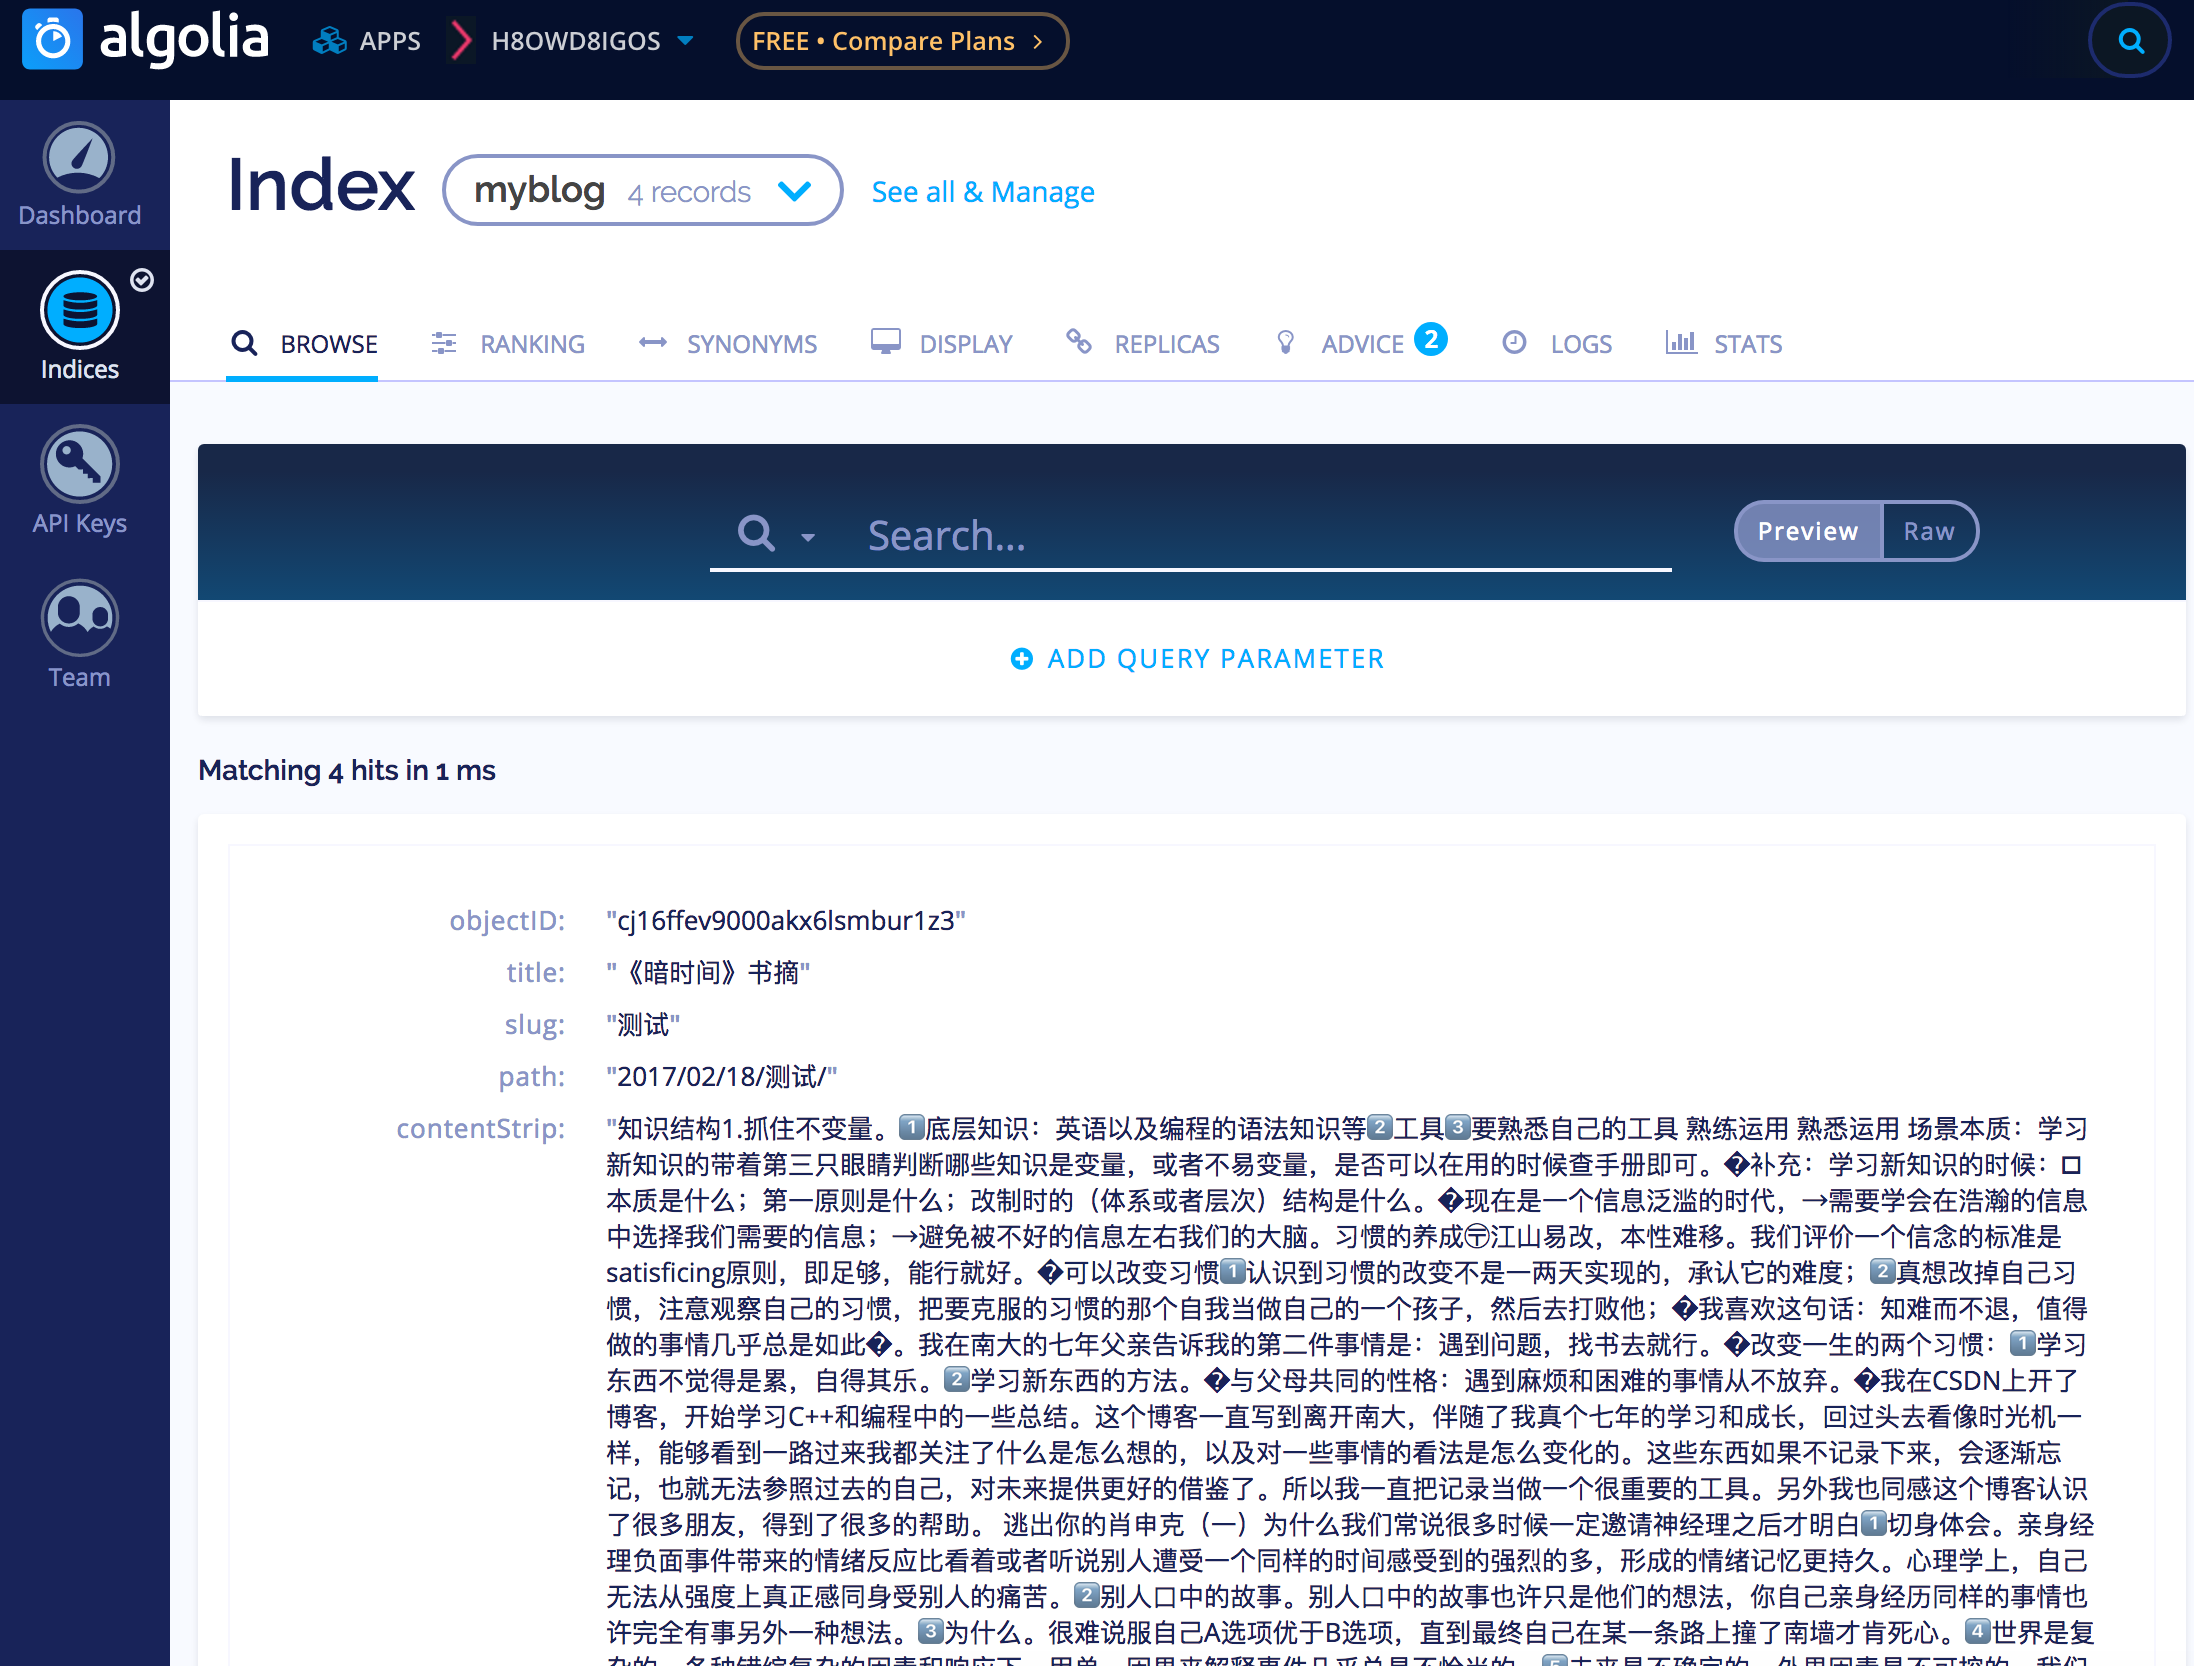 algolia APPS H8OWD8IGOS FREE • Compare Plans
Dashboard
Indices
API Keys
Team
Index myblog 4 records See all & Manage
BROWSE RANKING SYNONYMS DISPLAY REPLICAS ADVICE 2 LOGS STATS
Search... Preview Raw
ADD QUERY PARAMETER
Matching 4 hits in 1 ms
objectID: "cj16ffev9000akx6lsmbur1z3"
title: "《暗时间》书摘"
slug: "测试"
path: "2017/02/18/测试/"
contentStrip: "知识结构1.抓住不变量。1️⃣底层知识：英语以及编程的语法知识等2️⃣工具3️⃣要熟悉自己的工具 熟练运用 熟悉运用 场景本质：学习
新知识的带着第三只眼睛判断哪些知识是变量，或者不易变量，是否可以在用的时候查手册即可。�补充：学习新知识的时候：口
本质是什么；第一原则是什么；改制时的（体系或者层次）结构是什么。�现在是一个信息泛滥的时代，→需要学会在浩瀚的信息
中选择我们需要的信息；→避免被不好的信息左右我们的大脑。习惯的养成〶江山易改，本性难移。我们评价一个信念的标准是
satisficing原则，即足够，能行就好。�可以改变习惯1️⃣认识到习惯的改变不是一两天实现的，承认它的难度；2️⃣真想改掉自己习
惯，注意观察自己的习惯，把要克服的习惯的那个自我当做自己的一个孩子，然后去打败他；�我喜欢这句话：知难而不退，值得
做的事情几乎总是如此�。我在南大的七年父亲告诉我的第二件事情是：遇到问题，找书去就行。�改变一生的两个习惯：1️⃣学习
东西不觉得是累，自得其乐。2️⃣学习新东西的方法。�与父母共同的性格：遇到麻烦和困难的事情从不放弃。�我在CSDN上开了
博客，开始学习C++和编程中的一些总结。这个博客一直写到离开南大，伴随了我真个七年的学习和成长，回过头去看像时光机一
样，能够看到一路过来我都关注了什么是怎么想的，以及对一些事情的看法是怎么变化的。这些东西如果不记录下来，会逐渐忘
记，也就无法参照过去的自己，对未来提供更好的借鉴了。所以我一直把记录当做一个很重要的工具。另外我也同感这个博客认识
了很多朋友，得到了很多的帮助。 逃出你的肖申克（一）为什么我们常说很多时候一定邀请神经理之后才明白1️⃣切身体会。亲身经
理负面事件带来的情绪反应比看着或者听说别人遭受一个同样的时间感受到的强烈的多，形成的情绪记忆更持久。心理学上，自己
无法从强度上真正感同身受别人的痛苦。2️⃣别人口中的故事。别人口中的故事也许只是他们的想法，你自己亲身经历同样的事情也
许完全有事另外一种想法。3️⃣为什么。很难说服自己A选项优于B选项，直到最终自己在某一条路上撞了南墙才肯死心。4️⃣世界是复